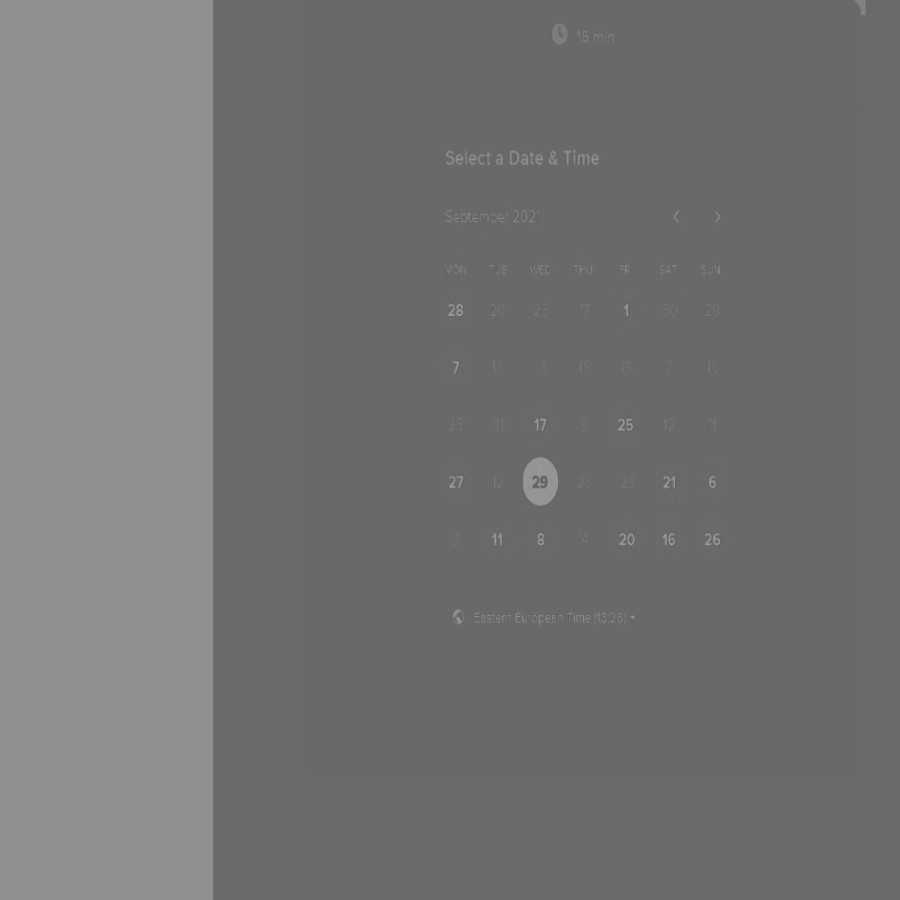 15 min
Select a Date & Time
September 2021
MON TUE WED THU FRI SAT SUN
28 20 25 17 1 30 29
7 13 15 15 13 7 15
25 31 17 9 25 12 11
27 12 29 23 23 21 6
3 11 8 14 20 16 26
Eastern European Time (13:26)